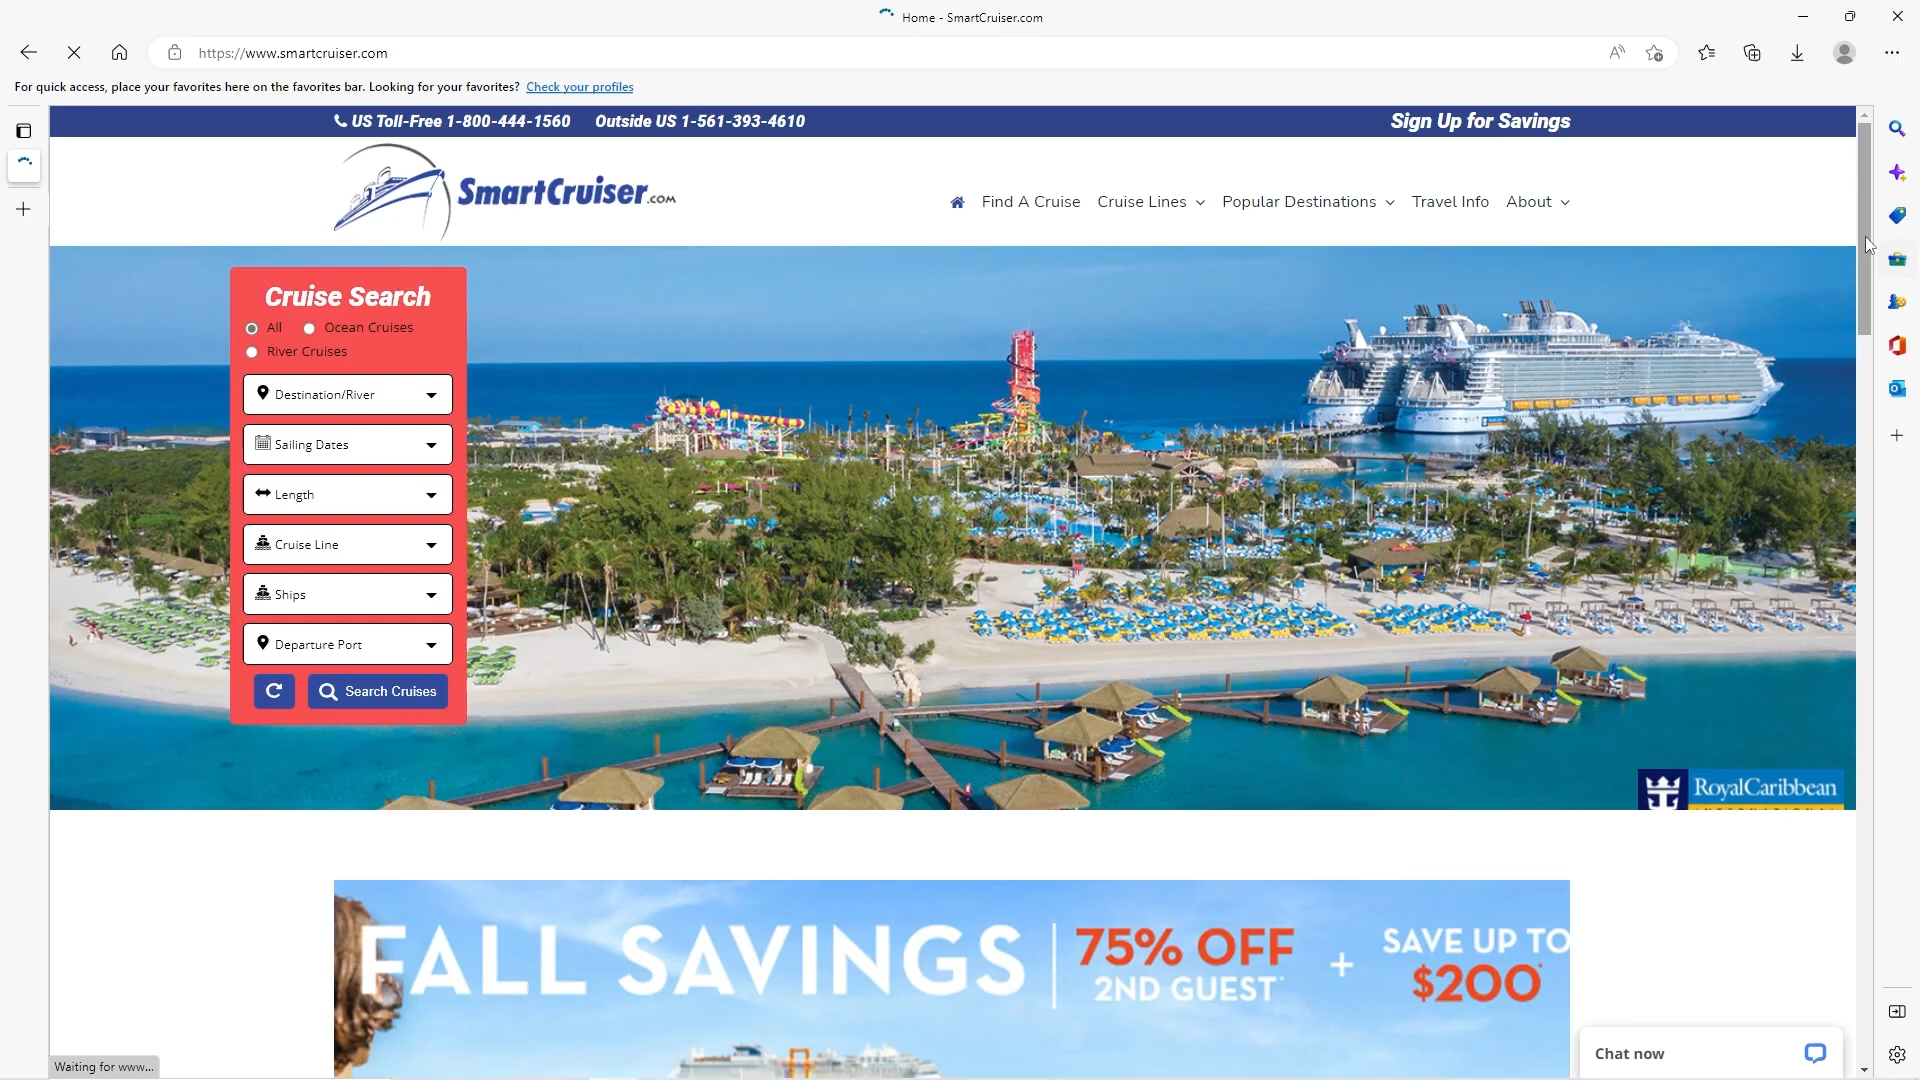 Home - SmartCruiser.com
https://www.smartcruiser.com
For quick access, place your favorites here on the favorites bar. Looking for your favorites? Check your profiles
US Toll-Free 1-800-444-1560 Outside US 1-561-393-4610 Sign Up for Savings
SmartCruiser.COM
Find A Cruise Cruise Lines Popular Destinations Travel Info About
Cruise Search
All Ocean Cruises
River Cruises
Destination/River
Sailing Dates
Length
Cruise Line
Ships
Departure Port
Search Cruises
RoyalCaribbean
FALL SAVINGS 75% OFF + SAVE UP TO
2ND GUEST* $200*
Chat now
Waiting for www...